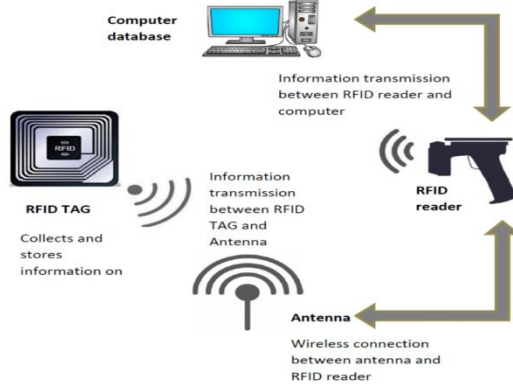 Computer
database
Information transmission
between RFID reader and
computer
RFID
RFID TAG
Collects and
stores
information on
Information
transmission
between RFID
TAG and
Antenna
RFID
reader
Antenna
Wireless connection
between antenna and
RFID reader